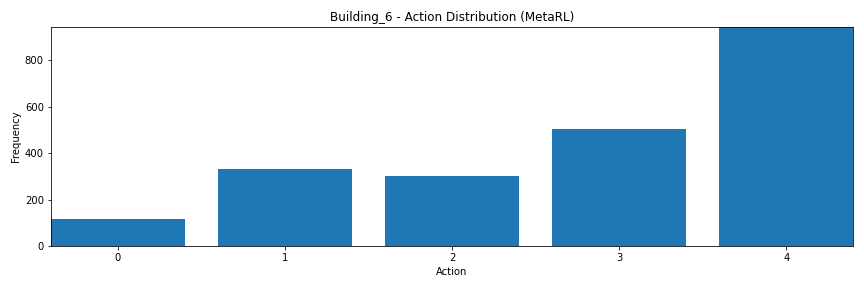 Building_6 - Action Distribution (MetaRL)
Frequency
800
600
400
200
0
0 1 2 3 4
Action